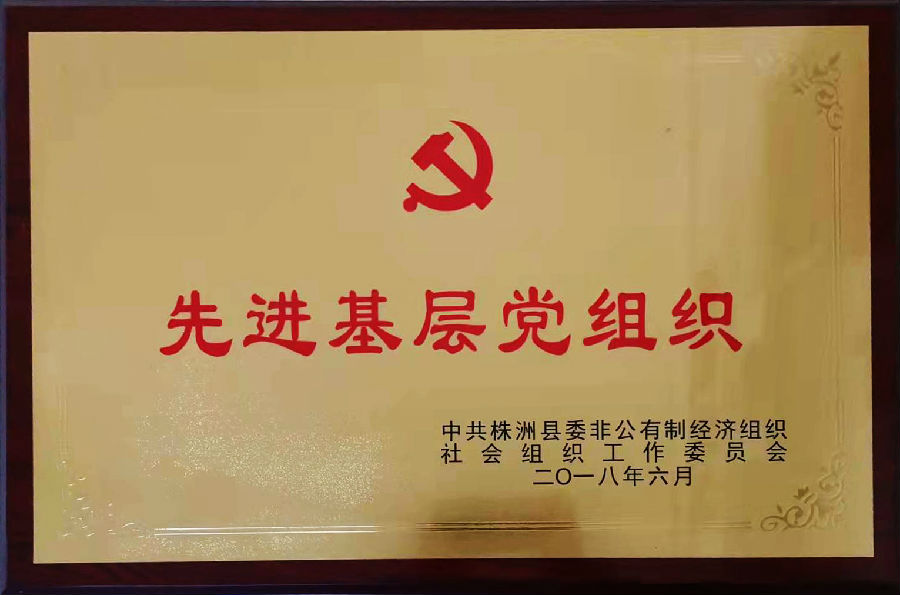 先进基层党组织
中共株洲县委非公有制经济组织
社会组织工作委员会
二〇一八年六月